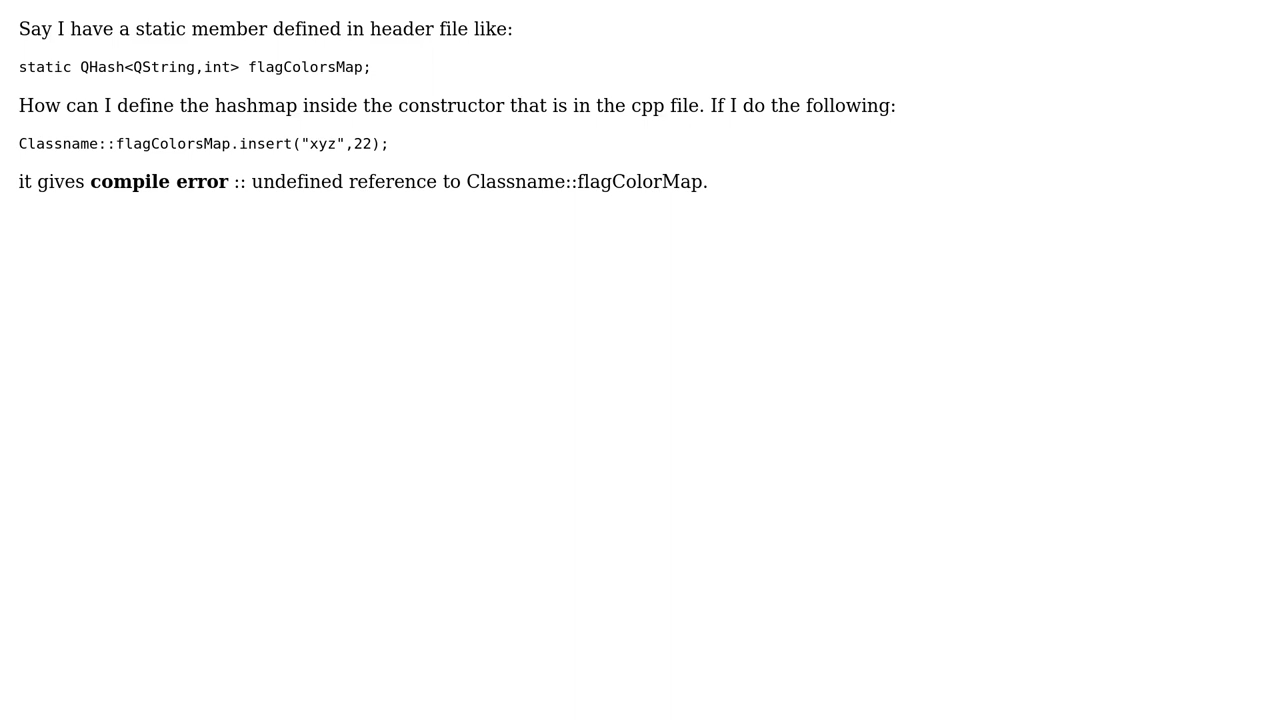 Say I have a static member defined in header file like:
static QHash<QString,int> flagColorsMap;
How can I define the hashmap inside the constructor that is in the cpp file. If I do the following:
Classname::flagColorsMap.insert("xyz",22);
it gives compile error :: undefined reference to Classname::flagColorMap.